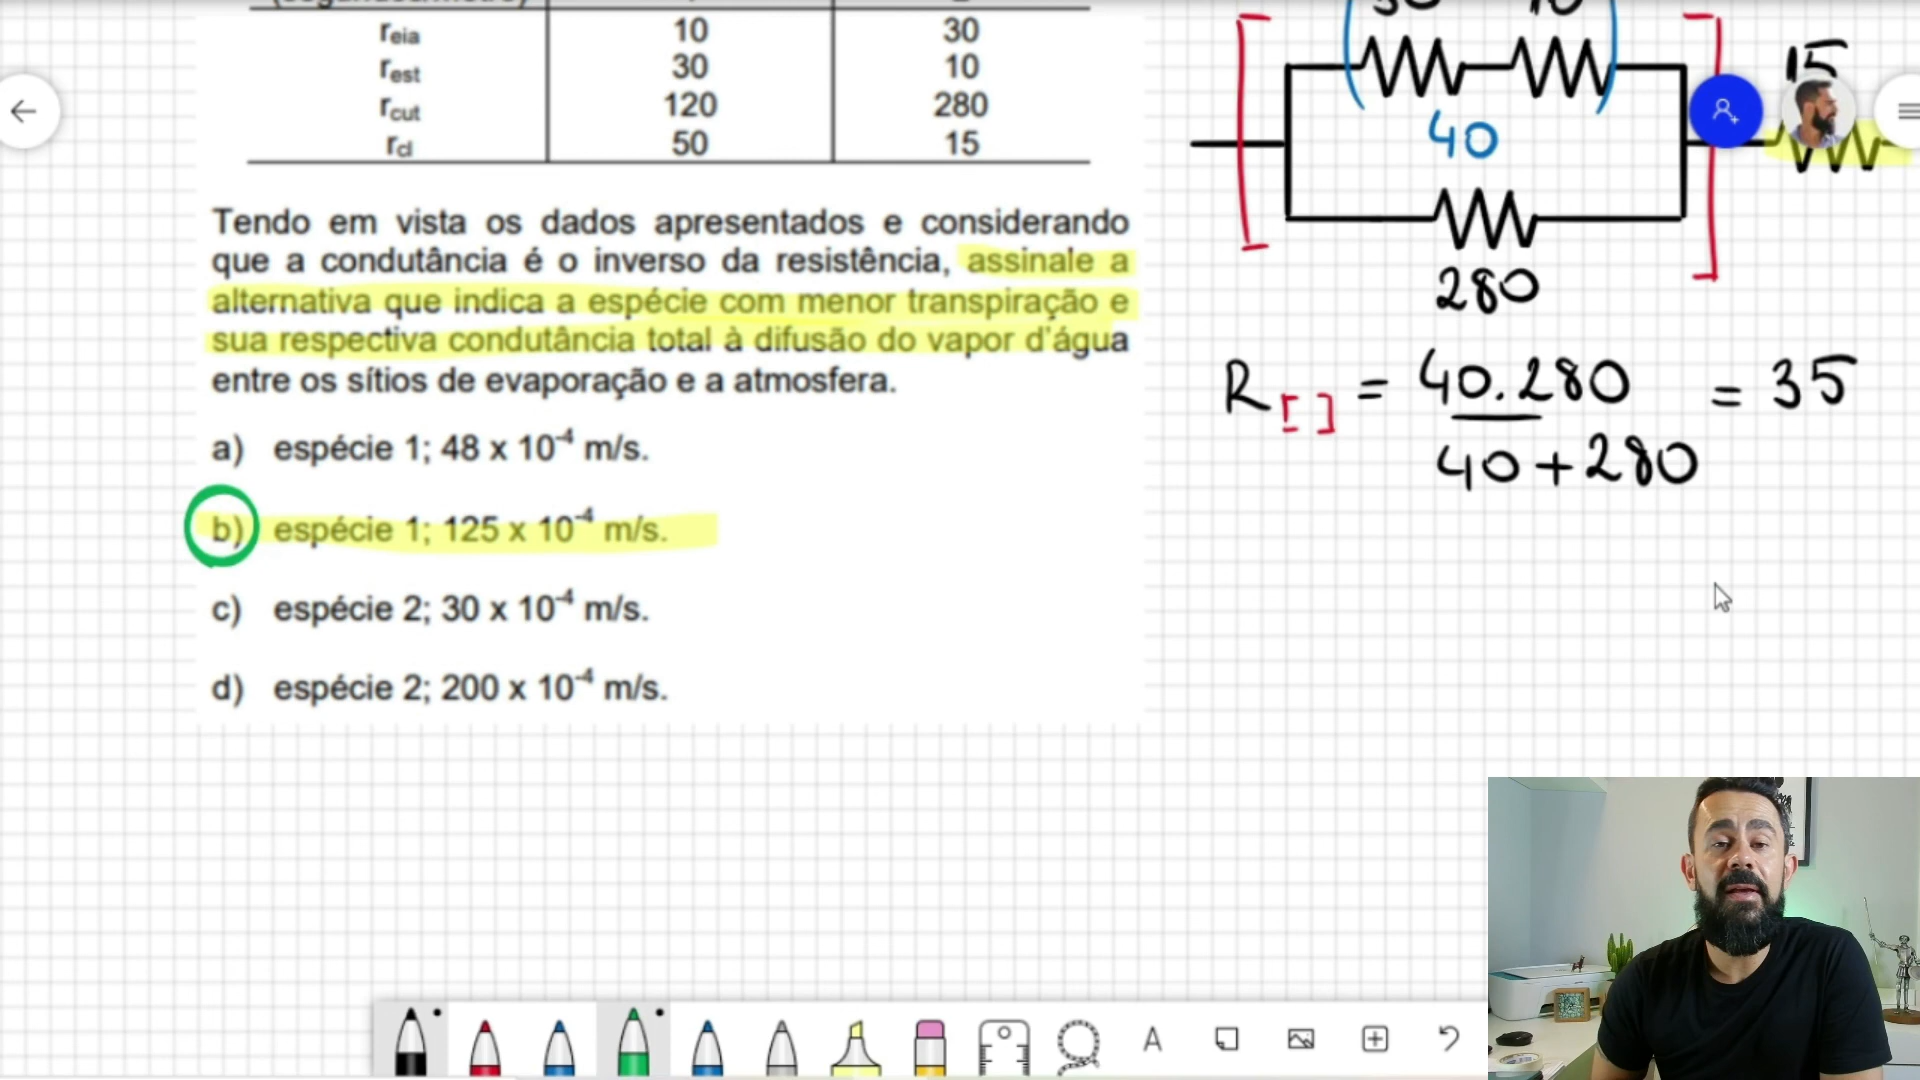 r_eia 10 30
r_est 30 10
r_cut 120 280
r_cl 50 15
Tendo em vista os dados apresentados e considerando
que a condutância é o inverso da resistência, assinale a
alternativa que indica a espécie com menor transpiração e
sua respectiva condutância total à difusão do vapor d'água
entre os sítios de evaporação e a atmosfera.
a) espécie 1; 48 x 10⁻⁴ m/s.
b) espécie 1; 125 x 10⁻⁴ m/s.
c) espécie 2; 30 x 10⁻⁴ m/s.
d) espécie 2; 200 x 10⁻⁴ m/s.
15
40
280
R[ ] = 40.280 = 35
40+280
A